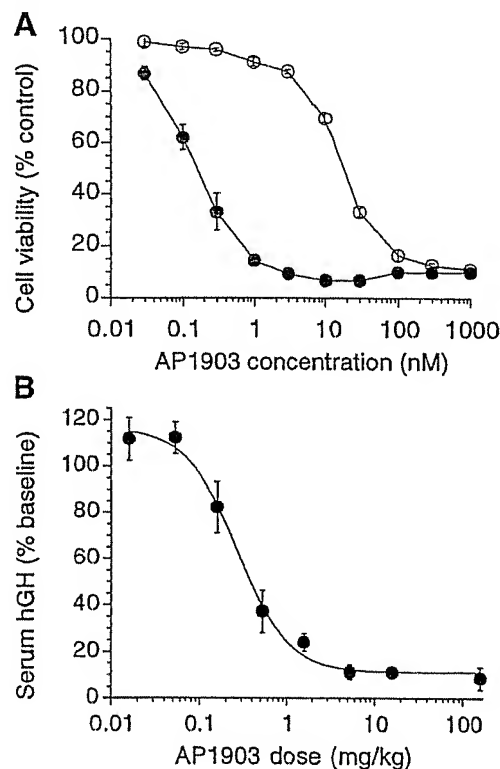 A
Cell viability (% control)
100
80
60
40
20
0
0.01 0.1 1 10 100 1000
AP1903 concentration (nM)
B
Serum hGH (% baseline)
120
100
80
60
40
20
0
0.01 0.1 1 10 100
AP1903 dose (mg/kg)